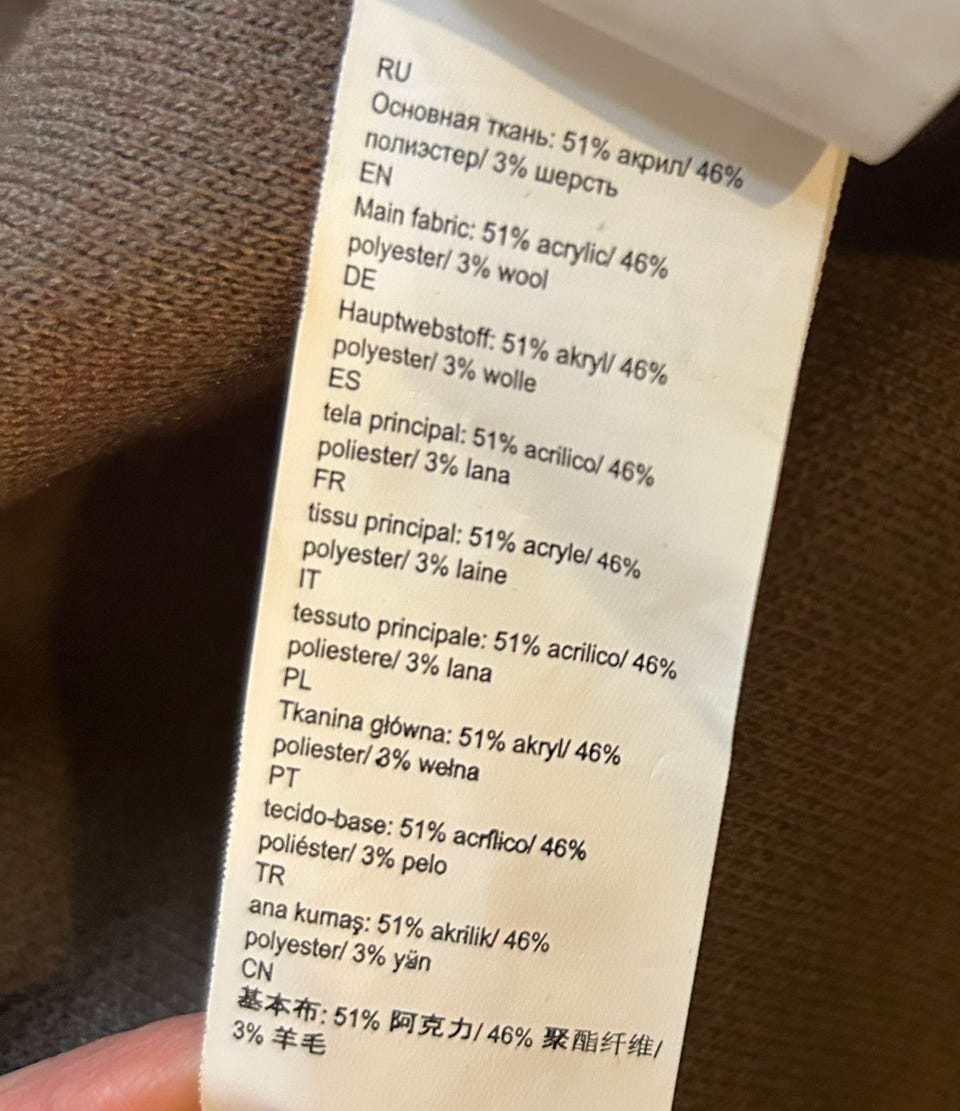 RU
Основная ткань: 51% акрил/ 46%
полиэстер/ 3% шерсть
EN
Main fabric: 51% acrylic/ 46%
polyester/ 3% wool
DE
Hauptwebstoff: 51% akryl/ 46%
polyester/ 3% wolle
ES
tela principal: 51% acrilico/ 46%
poliester/ 3% lana
FR
tissu principal: 51% acryle/ 46%
polyester/ 3% laine
IT
tessuto principale: 51% acrilico/ 46%
poliestere/ 3% lana
PL
Tkanina główna: 51% akryl/ 46%
poliester/ 3% wełna
PT
tecido-base: 51% acrílico/ 46%
poliéster/ 3% pelo
TR
ana kumaş: 51% akrilik/ 46%
polyester/ 3% yän
CN
基本布: 51% 阿克力/ 46% 聚酯纤维/
3% 羊毛